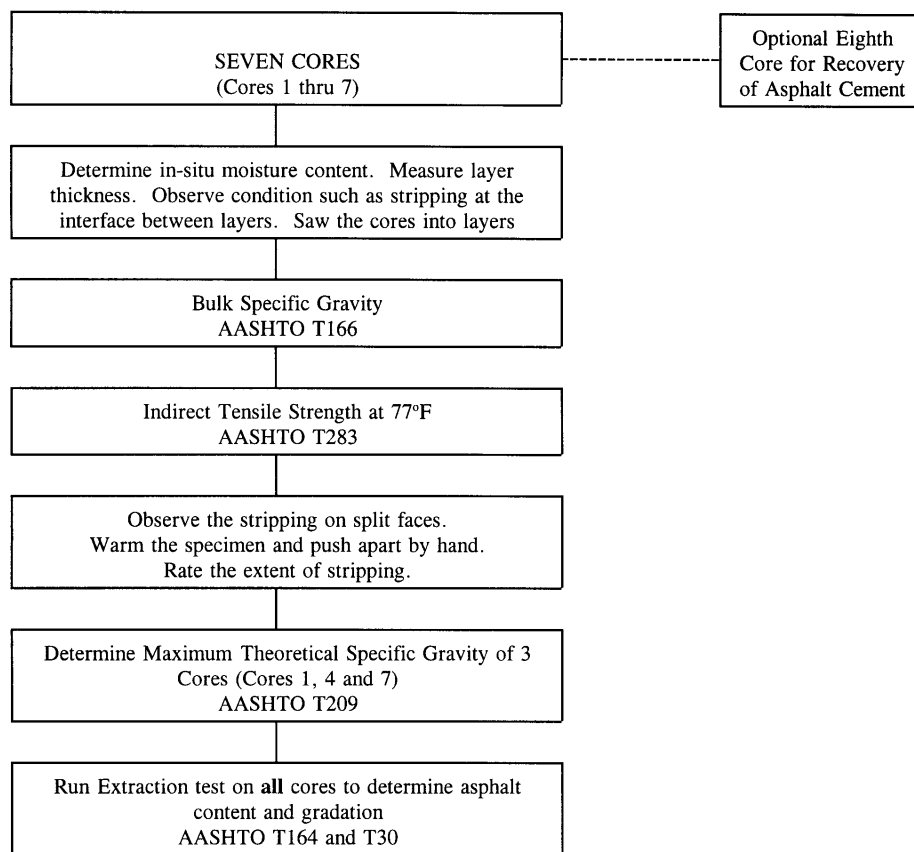 SEVEN CORES
(Cores 1 thru 7)
Optional Eighth
Core for Recovery
of Asphalt Cement
Determine in-situ moisture content. Measure layer
thickness. Observe condition such as stripping at the
interface between layers. Saw the cores into layers
Bulk Specific Gravity
AASHTO T166
Indirect Tensile Strength at 77°F
AASHTO T283
Observe the stripping on split faces.
Warm the specimen and push apart by hand.
Rate the extent of stripping.
Determine Maximum Theoretical Specific Gravity of 3
Cores (Cores 1, 4 and 7)
AASHTO T209
Run Extraction test on all cores to determine asphalt
content and gradation
AASHTO T164 and T30